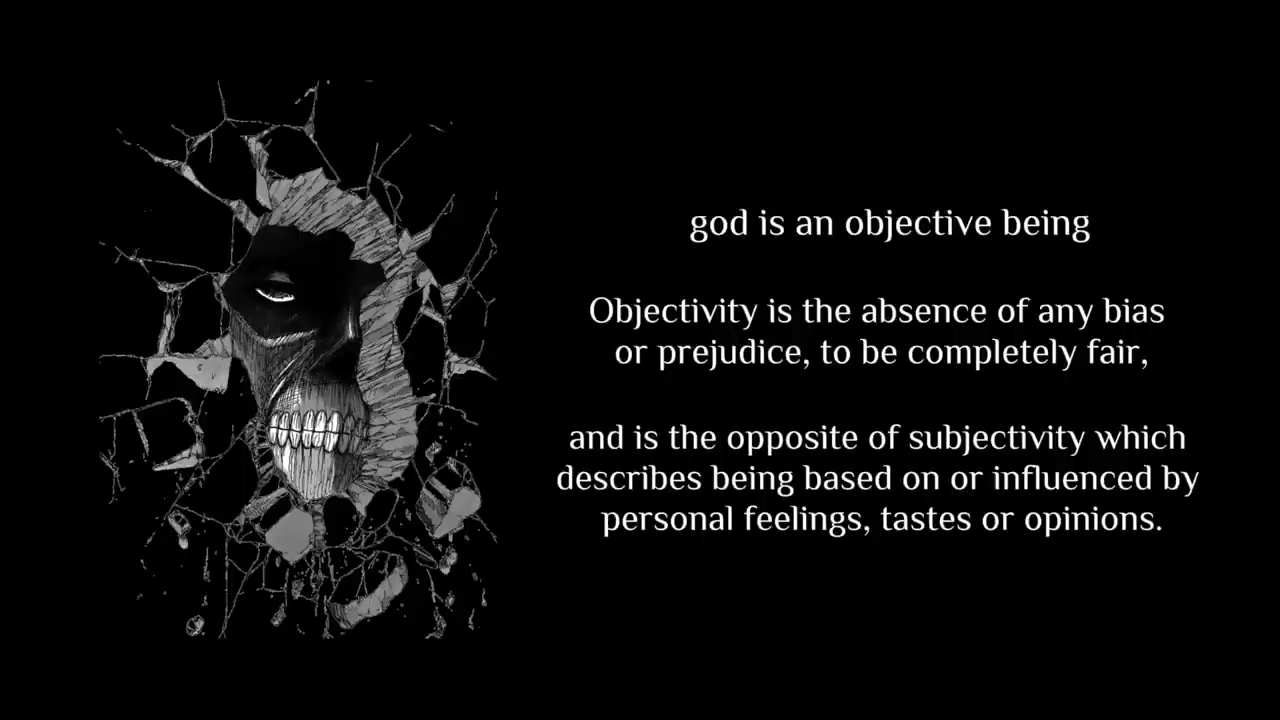 god is an objective being
Objectivity is the absence of any bias
or prejudice, to be completely fair,
and is the opposite of subjectivity which
describes being based on or influenced by
personal feelings, tastes or opinions.